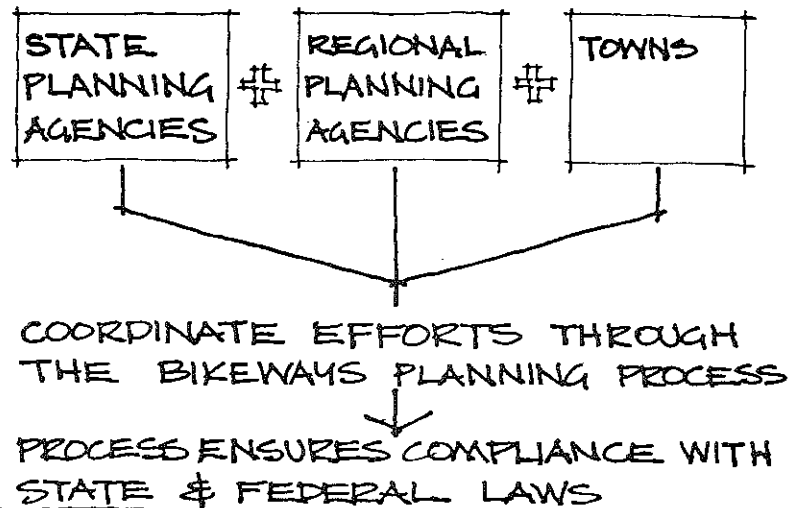 STATE
PLANNING
AGENCIES
REGIONAL
PLANNING
AGENCIES
TOWNS
COORDINATE EFFORTS THROUGH
THE BIKEWAYS PLANNING PROCESS
PROCESS ENSURES COMPLIANCE WITH
STATE & FEDERAL LAWS